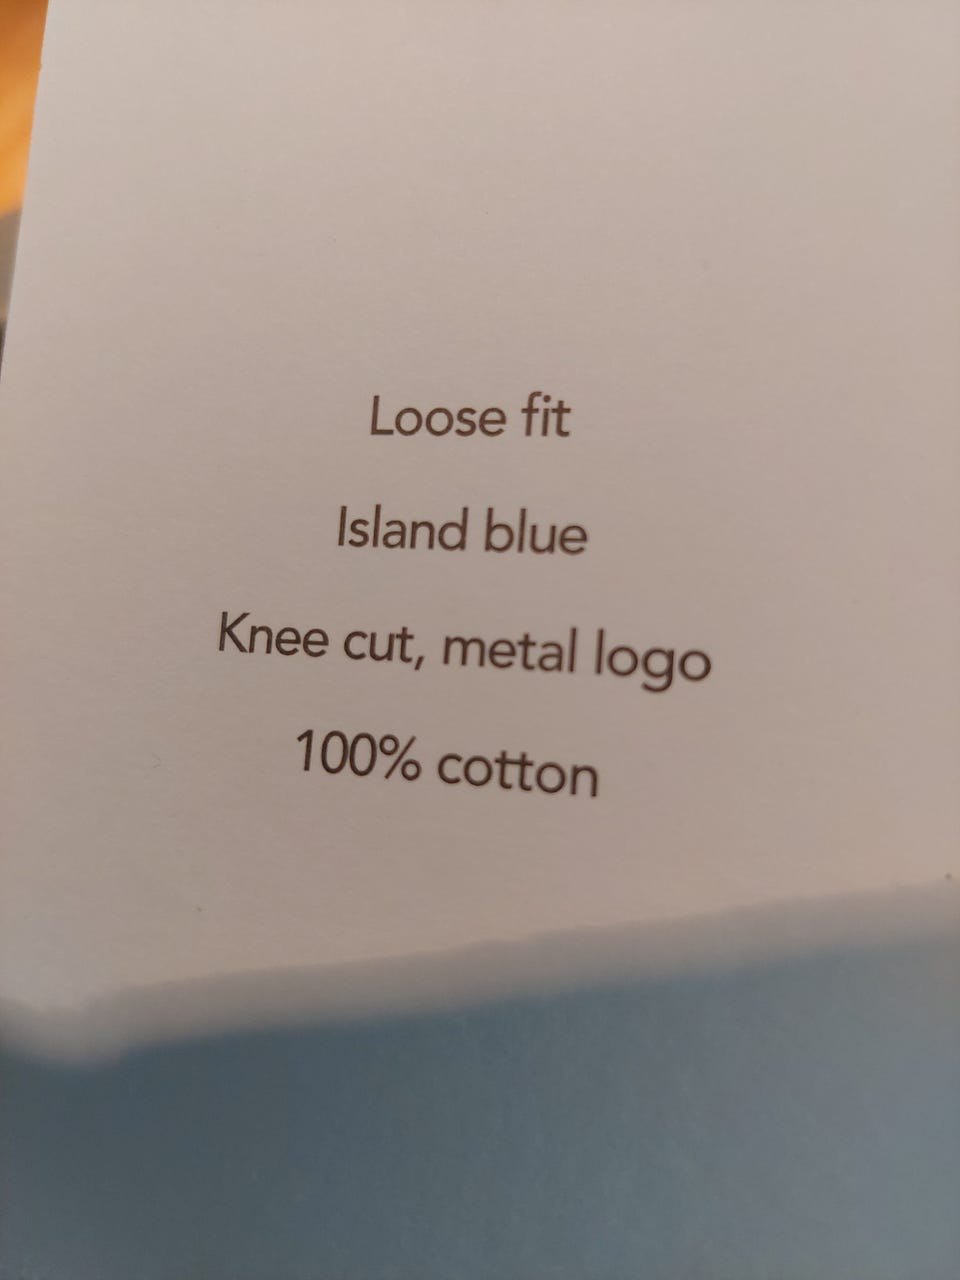 Loose fit
Island blue
Knee cut, metal logo
100% cotton